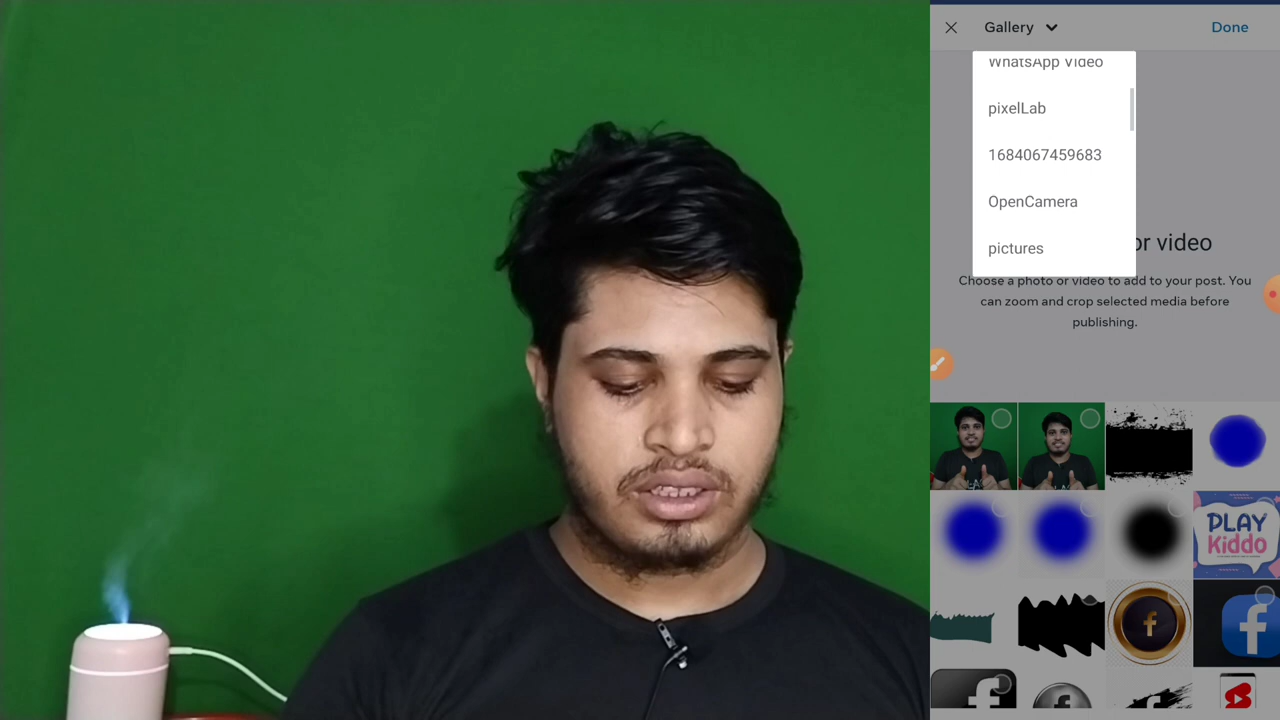 Gallery
Done
WhatsApp Video
pixelLab
1684067459683
OpenCamera
pictures
or video
Choose a photo or video to add to your post. You
can zoom and crop selected media before
publishing.
PLAY
Kiddo
f
f
f
f
f